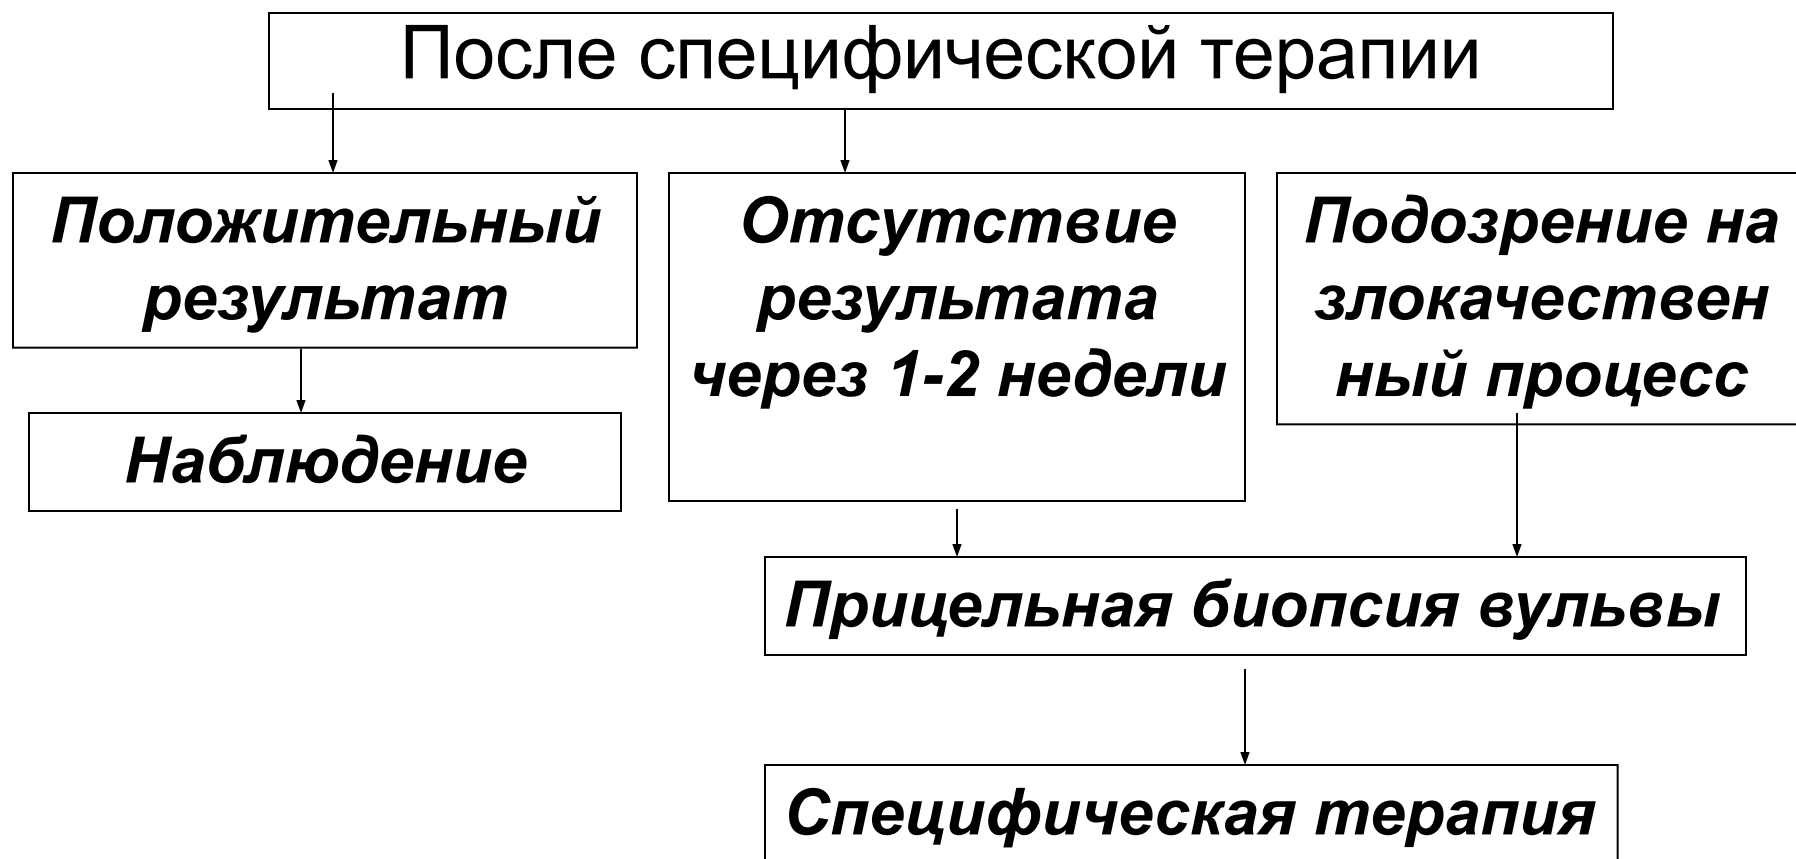 После специфической терапии
Положительный
результат
Отсутствие
результата
через 1-2 недели
Подозрение на
злокачествен
ный процесс
Наблюдение
Прицельная биопсия вульвы
Специфическая терапия